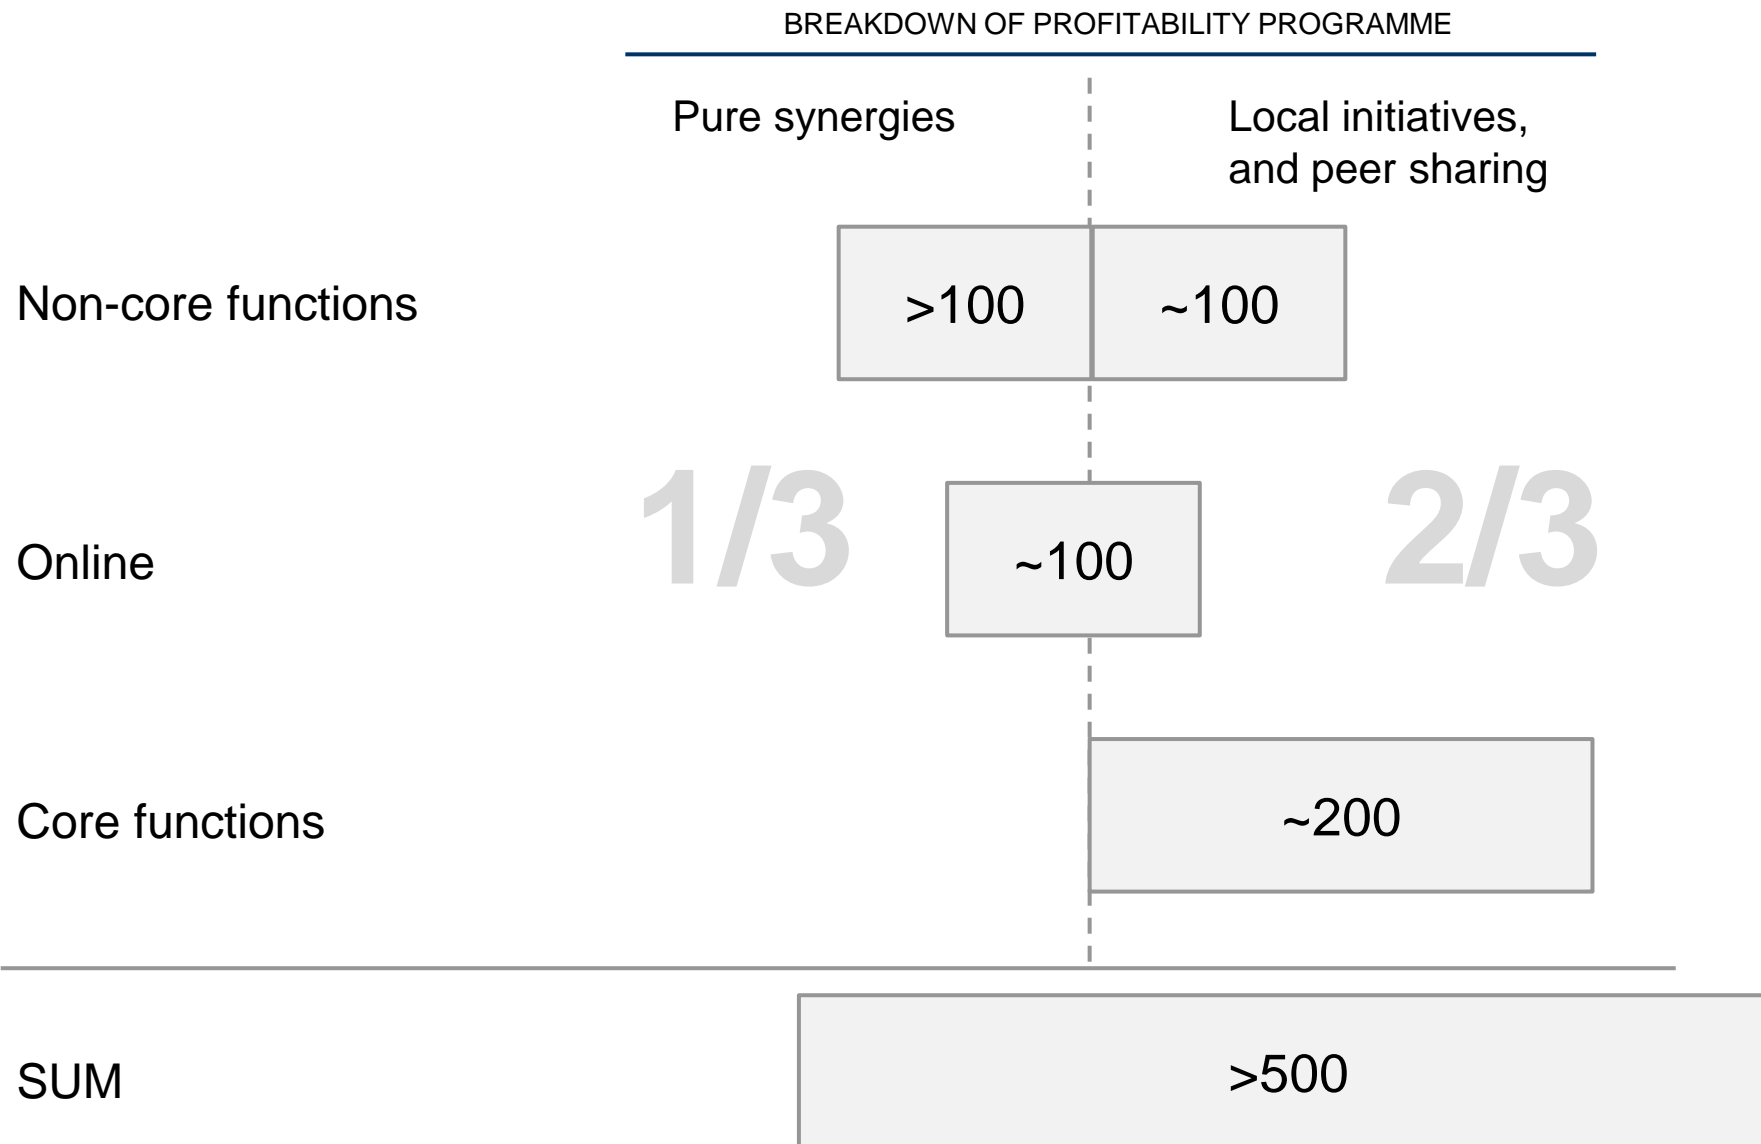 BREAKDOWN OF PROFITABILITY PROGRAMME
Pure synergies
Local initiatives,
and peer sharing
Non-core functions
>100
~100
1/3
2/3
Online
~100
Core functions
~200
SUM
>500